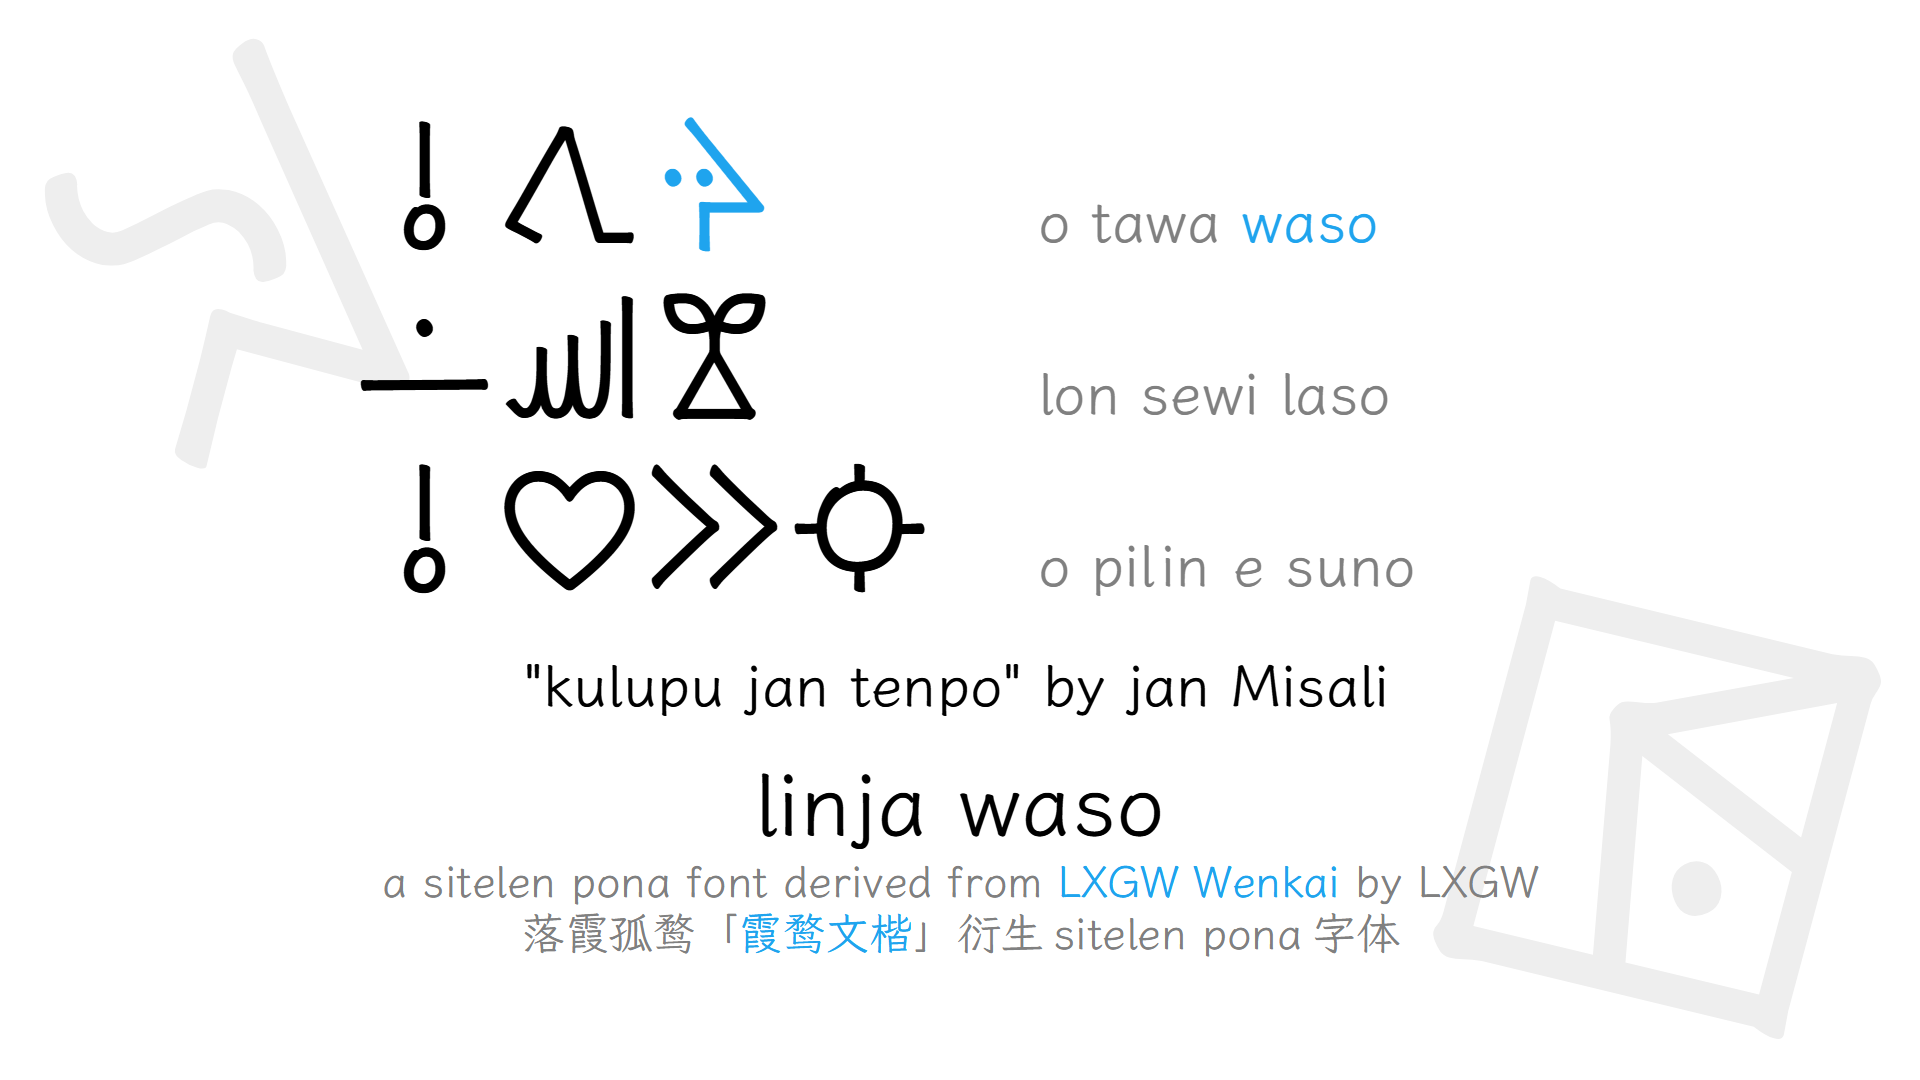 o tawa waso
lon sewi laso
o pilin e suno
"kulupu jan tenpo" by jan Misali
linja waso
a sitelen pona font derived from LXGW Wenkai by LXGW
落霞孤鹜「霞鹜文楷」衍生 sitelen pona 字体